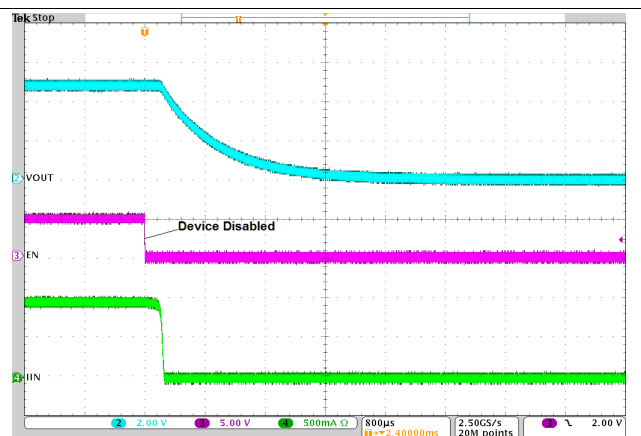 Tek Stop
T
T
2 VOUT
Device Disabled
3 EN
4 IIN
2 2.00 V 3 5.00 V 4 500mA Ω 800µs 2.50GS/s 3 2.00 V
T→▼2.40000ms 20M points